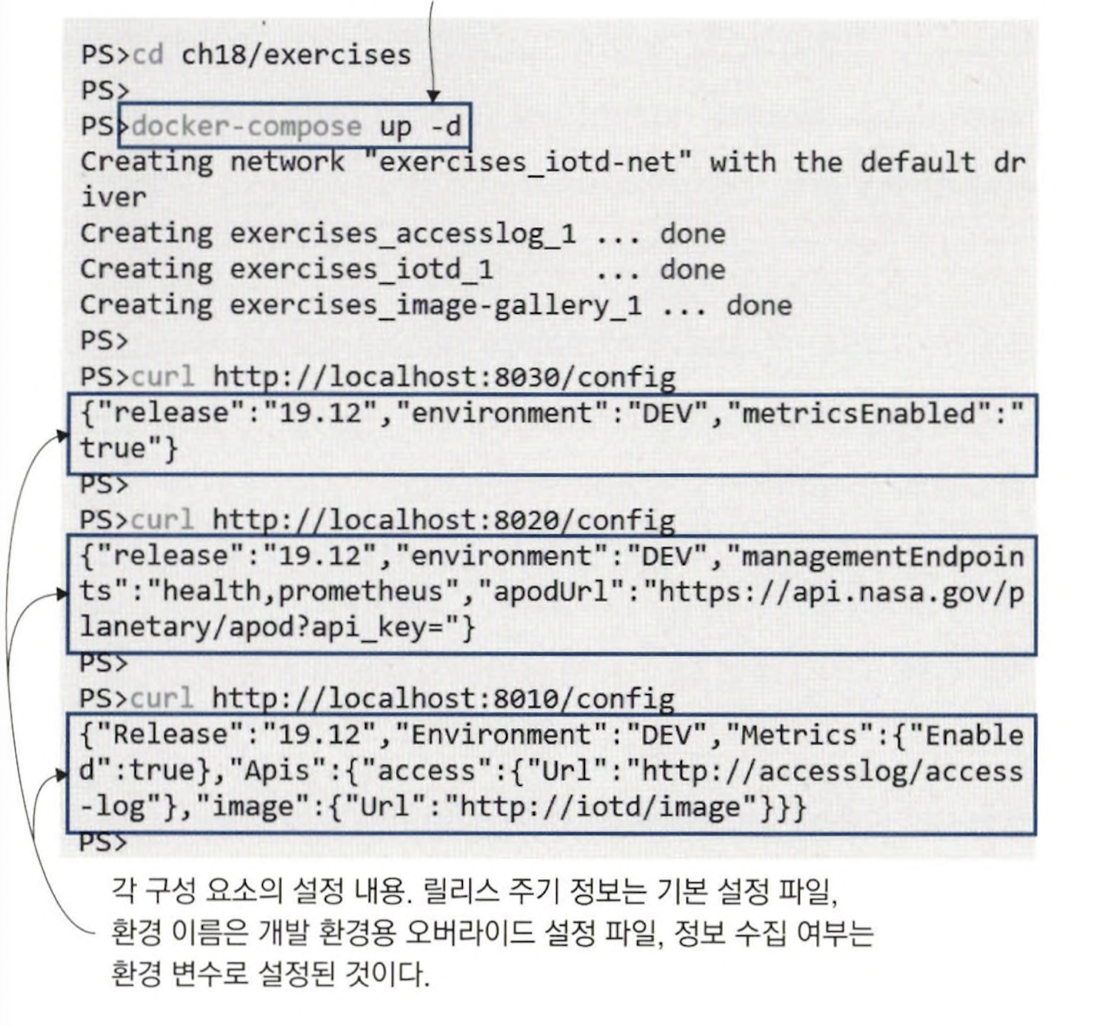 PS>cd ch18/exercises
PS>
PS>docker-compose up -d
Creating network "exercises_iotd-net" with the default dr
iver
Creating exercises_accesslog_1 ... done
Creating exercises_iotd_1       ... done
Creating exercises_image-gallery_1 ... done
PS>
PS>curl http://localhost:8030/config
{"release":"19.12","environment":"DEV","metricsEnabled":"
true"}
PS>
PS>curl http://localhost:8020/config
{"release":"19.12","environment":"DEV","managementEndpoin
ts":"health,prometheus","apodUrl":"https://api.nasa.gov/p
lanetary/apod?api_key="}
PS>
PS>curl http://localhost:8010/config
{"Release":"19.12","Environment":"DEV","Metrics":{"Enable
d":true},"Apis":{"access":{"Url":"http://accesslog/access
-log"},"image":{"Url":"http://iotd/image"}}}
PS>
각 구성 요소의 설정 내용. 릴리스 주기 정보는 기본 설정 파일,
환경 이름은 개발 환경용 오버라이드 설정 파일, 정보 수집 여부는
환경 변수로 설정된 것이다.